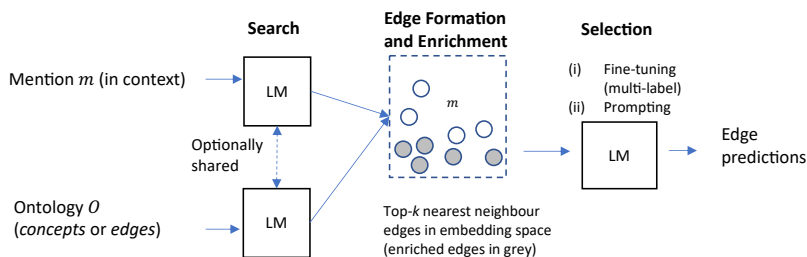 Search
Edge Formation
and Enrichment
Selection
Mention m (in context)
LM
m
(i) Fine-tuning
(multi-label)
(ii) Prompting
Optionally
shared
LM
Edge
predictions
Ontology O
(concepts or edges)
LM
Top-k nearest neighbour
edges in embedding space
(enriched edges in grey)